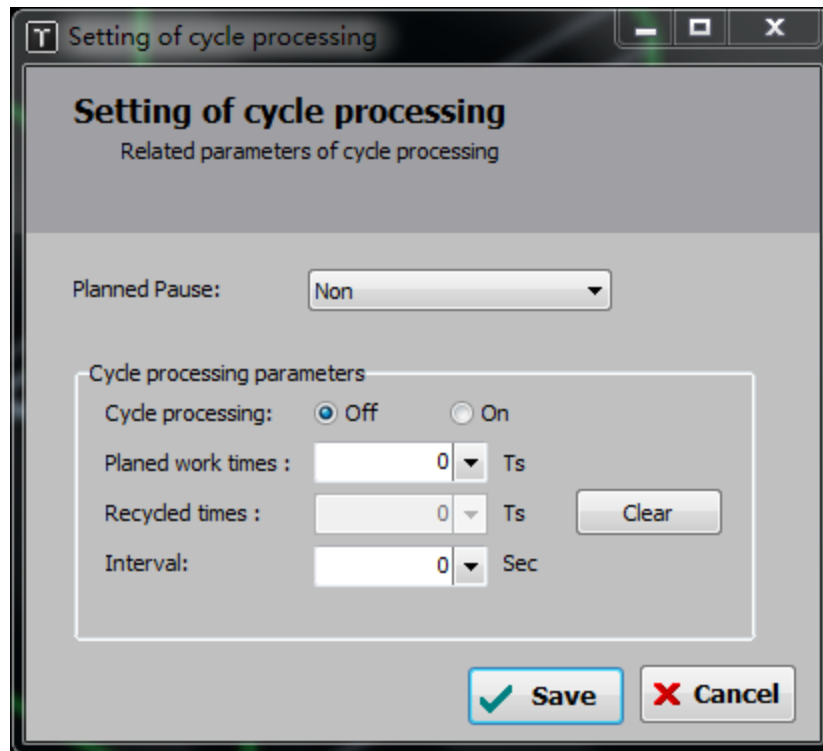 Setting of cycle processing
Setting of cycle processing
Related parameters of cycle processing
Planned Pause: Non
Cycle processing parameters
Cycle processing: Off On
Planed work times : 0 Ts
Recycled times : 0 Ts Clear
Interval: 0 Sec
Save Cancel